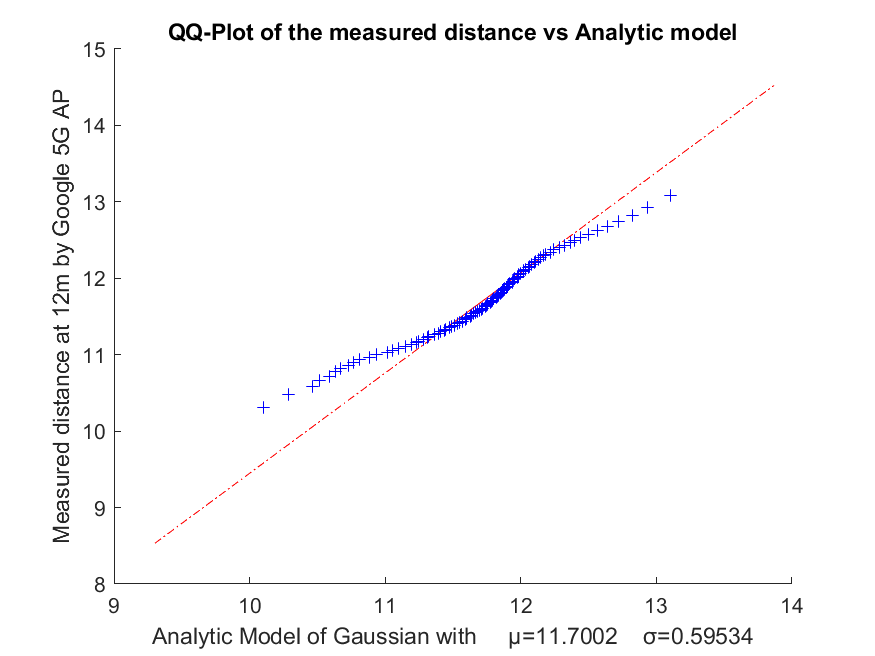 QQ-Plot of the measured distance vs Analytic model
Measured distance at 12m by Google 5G AP
15
14
13
12
11
10
9
8
9 10 11 12 13 14
Analytic Model of Gaussian with μ=11.7002 σ=0.59534